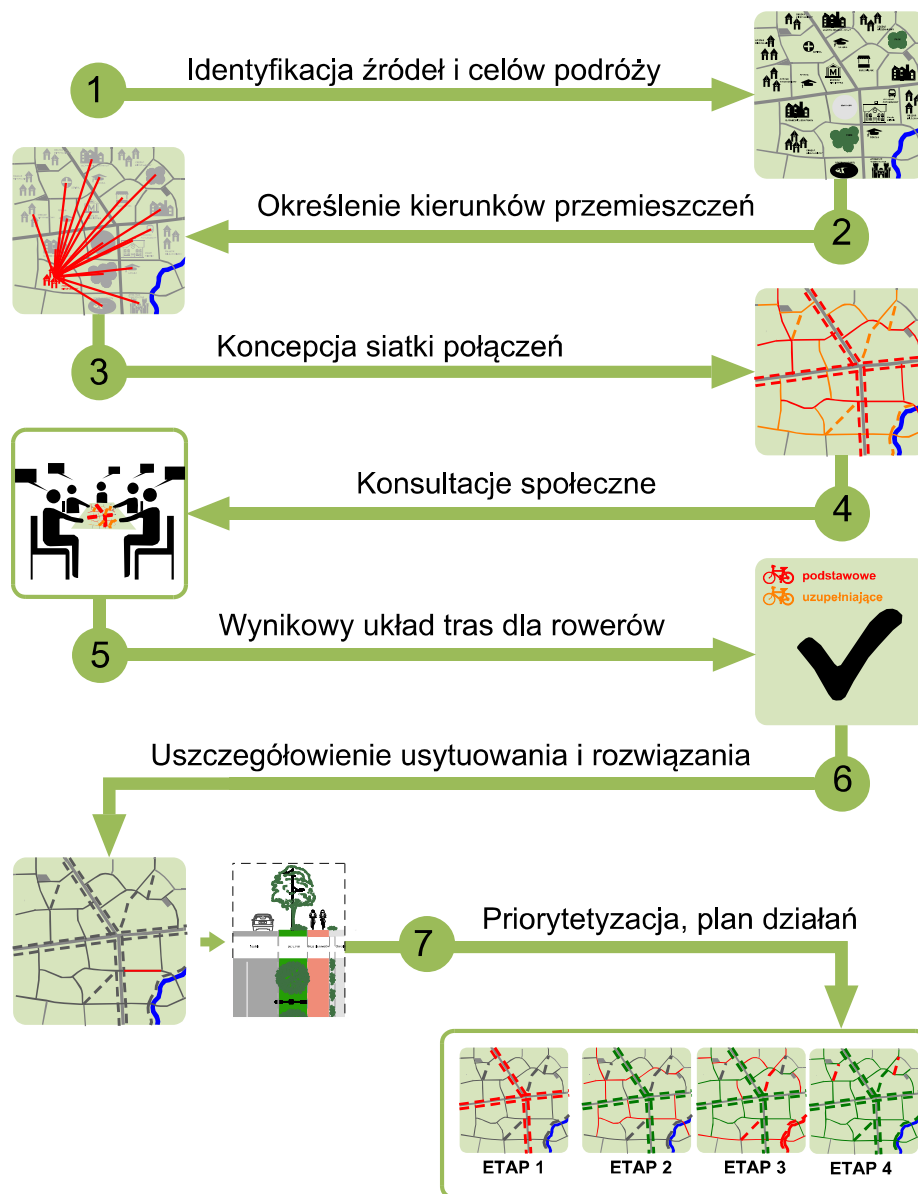 1
Identyfikacja źródeł i celów podróży
Określenie kierunków przemieszczeń
2
3
Koncepcja siatki połączeń
Konsultacje społeczne
4
podstawowe
uzupełniające
5
Wynikowy układ tras dla rowerów
Uszczegółowienie usytuowania i rozwiązania
6
7
Priorytetyzacja, plan działań
ETAP 1
ETAP 2
ETAP 3
ETAP 4